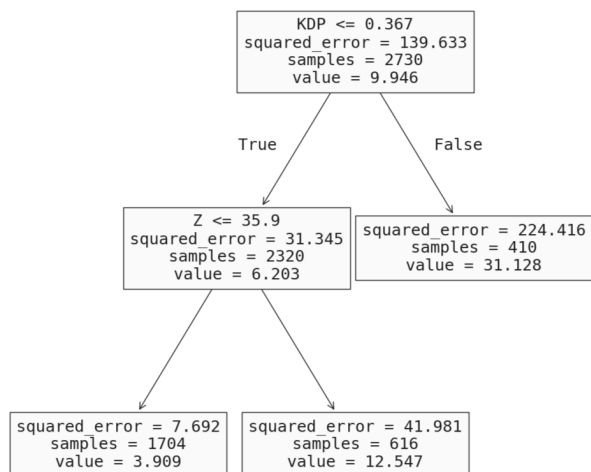 KDP <= 0.367
squared_error = 139.633
samples = 2730
value = 9.946
True
False
Z <= 35.9
squared_error = 31.345
samples = 2320
value = 6.203
squared_error = 224.416
samples = 410
value = 31.128
squared_error = 7.692
samples = 1704
value = 3.909
squared_error = 41.981
samples = 616
value = 12.547